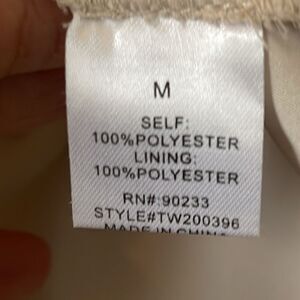 M
SELF:
100%POLYESTER
LINING:
100%POLYESTER
RN#:90233
STYLE#TW200396
MADE IN CHINA